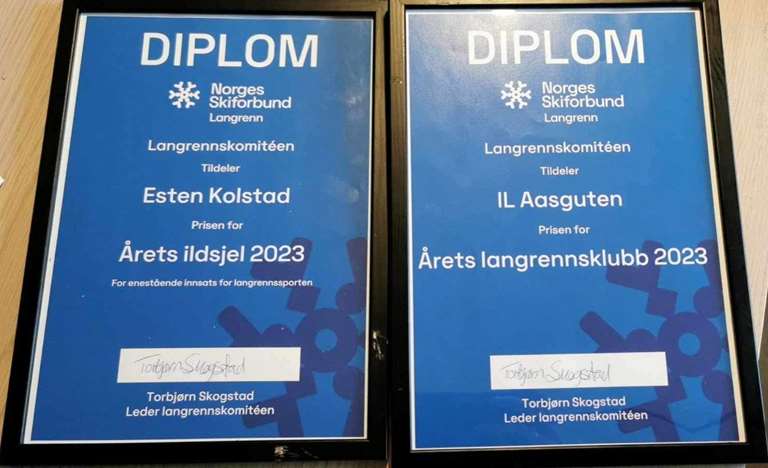 DIPLOM
Norges
Skiforbund
Langrenn
Langrennskomitéen
Tildeler
Esten Kolstad
Prisen for
Årets ildsjel 2023
For enestående innsats for langrennssporten
Torbjørn Skogstad
Torbjørn Skogstad
Leder langrennskomitéen
DIPLOM
Norges
Skiforbund
Langrenn
Langrennskomitéen
Tildeler
IL Aasguten
Prisen for
Årets langrennsklubb 2023
Torbjørn Skogstad
Torbjørn Skogstad
Leder langrennskomitéen